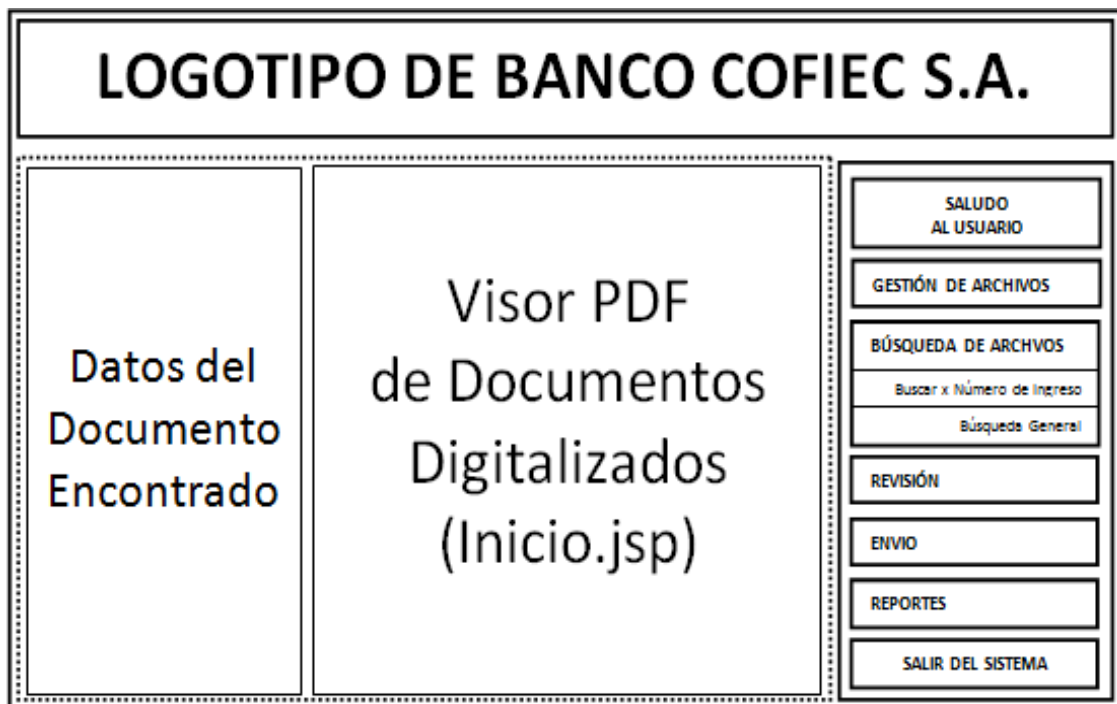 LOGOTIPO DE BANCO COFIEC S.A.
Datos del
Documento
Encontrado
Visor PDF
de Documentos
Digitalizados
(Inicio.jsp)
SALUDO
AL USUARIO
GESTIÓN DE ARCHIVOS
BÚSQUEDA DE ARCHVOS
Buscar x Número de Ingreso
Búsqueda General
REVISIÓN
ENVIO
REPORTES
SALIR DEL SISTEMA